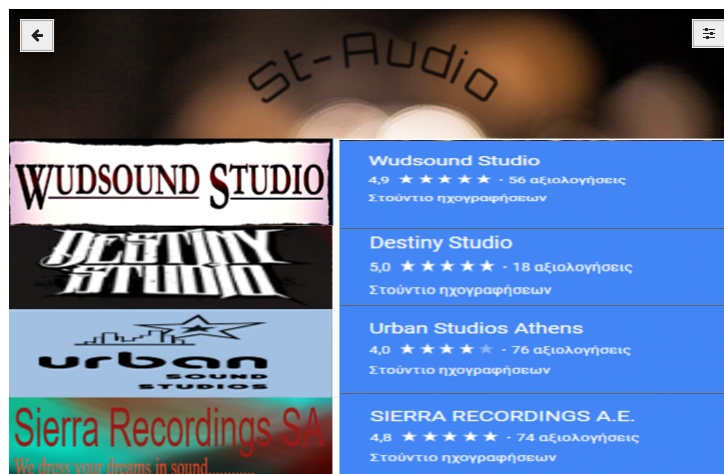 St-Audio
WUDSOUND STUDIO
Wudsound Studio
4,9 ★★★★★ - 56 αξιολογήσεις
Στούντιο ηχογραφήσεων
DESTINY
STUDIO
Destiny Studio
5,0 ★★★★★ - 18 αξιολογήσεις
Στούντιο ηχογραφήσεων
urban
SOUND
STUDIOS
Urban Studios Athens
4,0 ★★★★★ - 76 αξιολογήσεις
Στούντιο ηχογραφήσεων
Sierra Recordings SA
We dress your dreams in sound............
SIERRA RECORDINGS A.E.
4,8 ★★★★★ - 74 αξιολογήσεις
Στούντιο ηχογραφήσεων